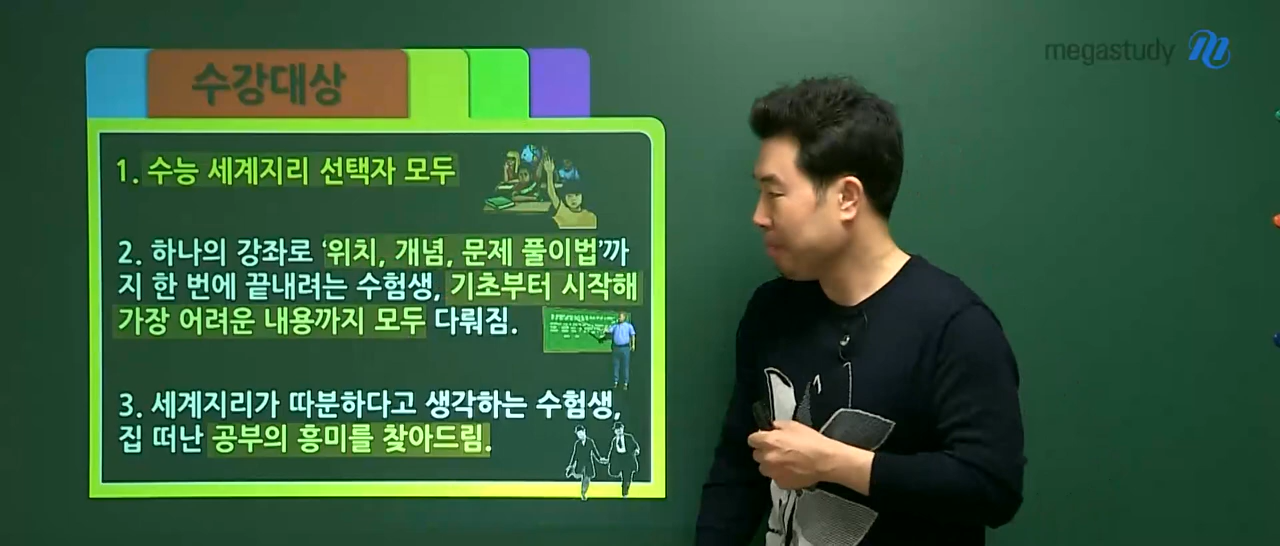 megastudy
수강대상
1. 수능 세계지리 선택자 모두
2. 하나의 강좌로 '위치, 개념, 문제 풀이법'까
지 한 번에 끝내려는 수험생, 기초부터 시작해
가장 어려운 내용까지 모두 다뤄짐.
3. 세계지리가 따분하다고 생각하는 수험생,
집 떠난 공부의 흥미를 찾아드림.